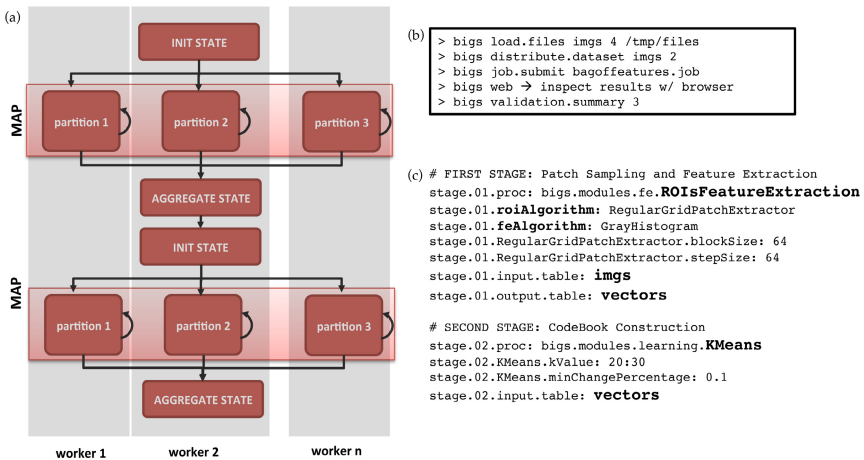 (a)
INIT STATE
MAP
partition 1
partition 2
partition 3
AGGREGATE STATE
INIT STATE
MAP
partition 1
partition 2
partition 3
AGGREGATE STATE
worker 1
worker 2
worker n
(b)
> bigs load.files imgs 4 /tmp/files
> bigs distribute.dataset imgs 2
> bigs job.submit bagoffeatures.job
> bigs web → inspect results w/ browser
> bigs validation.summary 3
(c)
# FIRST STAGE: Patch Sampling and Feature Extraction
stage.01.proc: bigs.modules.fe.ROIsFeatureExtraction
stage.01.roiAlgorithm: RegularGridPatchExtractor
stage.01.feAlgorithm: GrayHistogram
stage.01.RegularGridPatchExtractor.blockSize: 64
stage.01.RegularGridPatchExtractor.stepSize: 64
stage.01.input.table: imgs
stage.01.output.table: vectors
# SECOND STAGE: CodeBook Construction
stage.02.proc: bigs.modules.learning.KMeans
stage.02.KMeans.kValue: 20:30
stage.02.KMeans.minChangePercentage: 0.1
stage.02.input.table: vectors